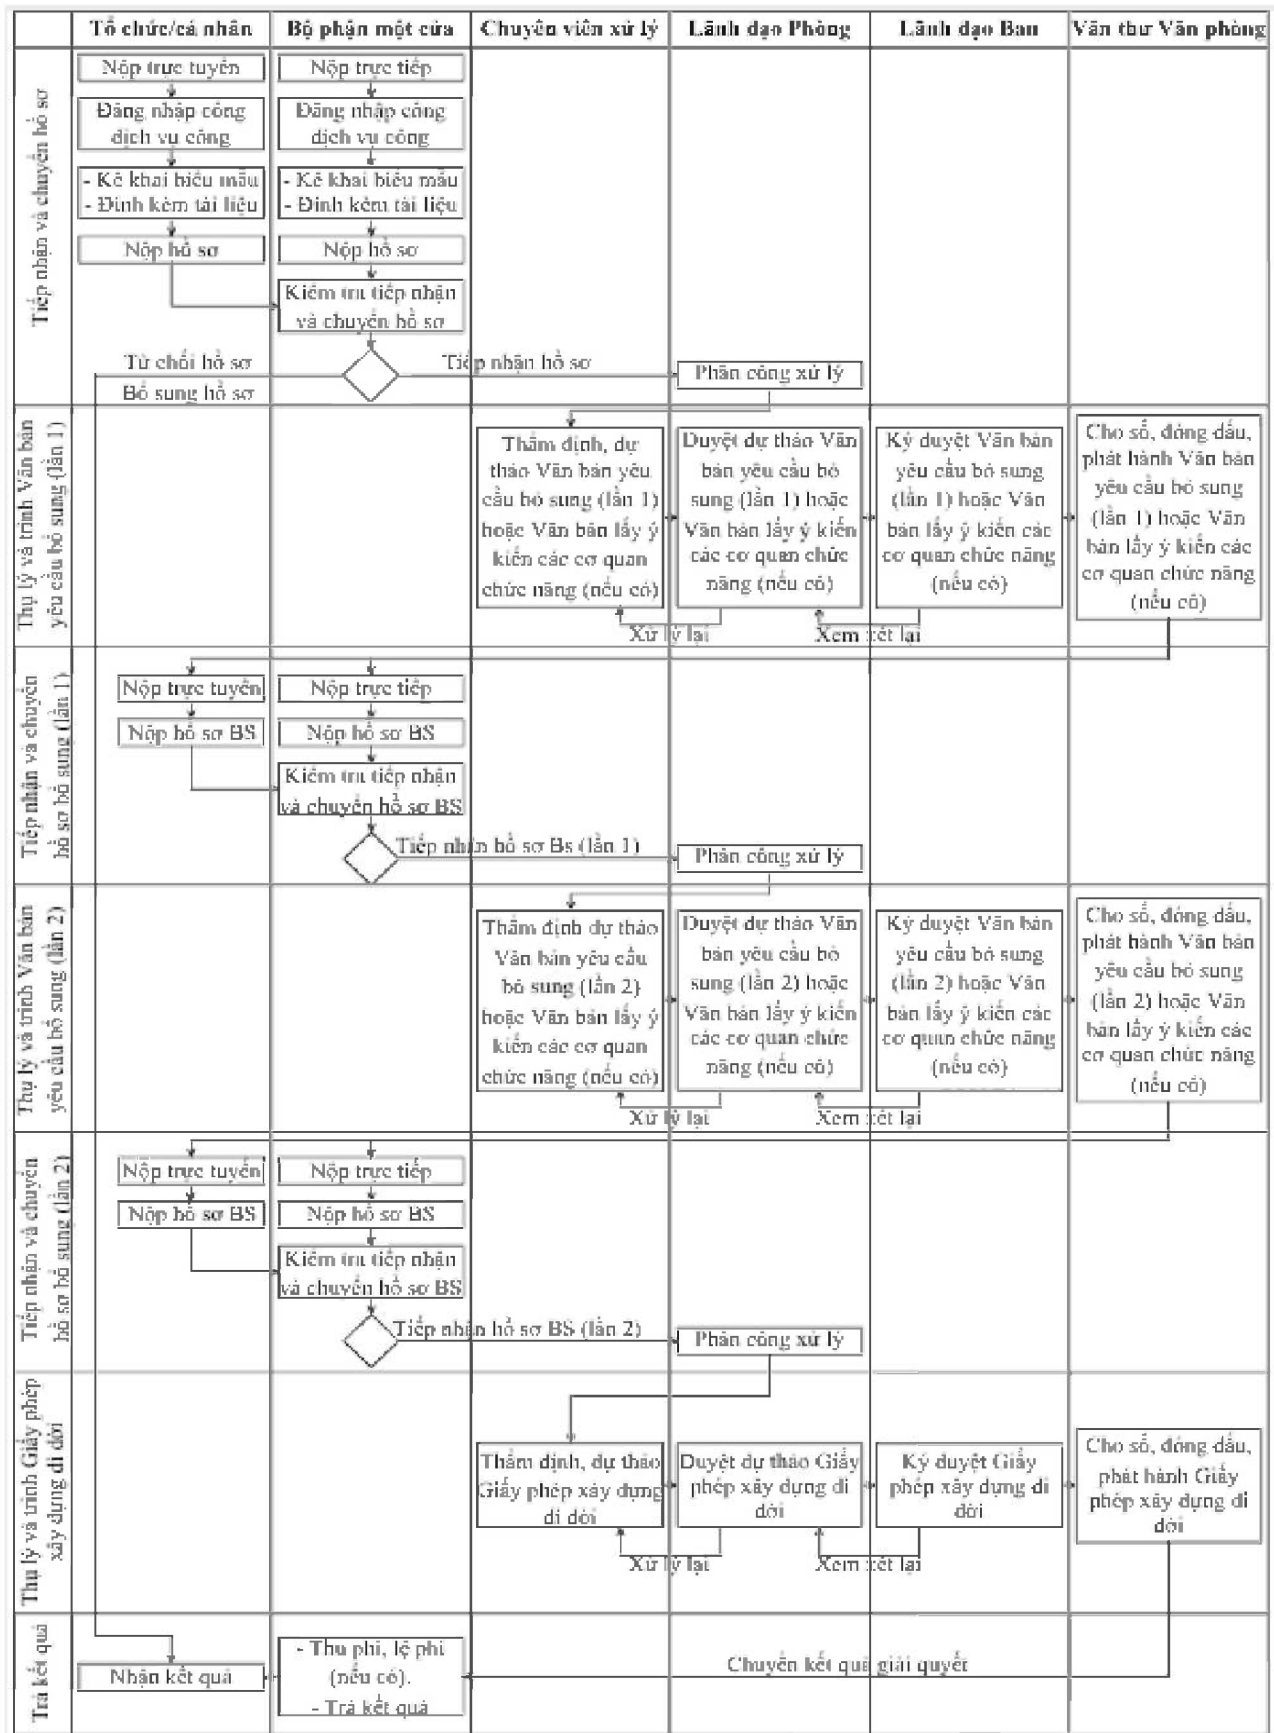 Tổ chức/cá nhân
Bộ phận một cửa
Chuyên viên xử lý
Lãnh đạo Phòng
Lãnh đạo Ban
Văn thư Văn phòng
Tiếp nhận và chuyển hồ sơ
Nộp trực tuyến
Nộp trực tiếp
Đăng nhập cổng
dịch vụ công
Đăng nhập cổng
dịch vụ công
- Kê khai biểu mẫu
- Đính kèm tài liệu
- Kê khai biểu mẫu
- Đính kèm tài liệu
Nộp hồ sơ
Nộp hồ sơ
Kiểm tra tiếp nhận
và chuyển hồ sơ
Từ chối hồ sơ
Bổ sung hồ sơ
Tiếp nhận hồ sơ
Phân công xử lý
Thụ lý và trình Văn bản
yêu cầu bổ sung (lần 1)
Thẩm định, dự
thảo Văn bản yêu
cầu bổ sung (lần 1)
hoặc Văn bản lấy ý
kiến các cơ quan
chức năng (nếu có)
Duyệt dự thảo Văn
bản yêu cầu bổ
sung (lần 1) hoặc
Văn bản lấy ý kiến
các cơ quan chức
năng (nếu có)
Ký duyệt Văn bản
yêu cầu bổ sung
(lần 1) hoặc Văn
bản lấy ý kiến các
cơ quan chức năng
(nếu có)
Cho số, đóng dấu,
phát hành Văn bản
yêu cầu bổ sung
(lần 1) hoặc Văn
bản lấy ý kiến các
cơ quan chức năng
(nếu có)
Xử lý lại
Xem xét lại
Tiếp nhận và chuyển
hồ sơ bổ sung (lần 1)
Nộp trực tuyến
Nộp trực tiếp
Nộp hồ sơ BS
Nộp hồ sơ BS
Kiểm tra tiếp nhận
và chuyển hồ sơ BS
Tiếp nhận hồ sơ Bs (lần 1)
Phân công xử lý
Thụ lý và trình Văn bản
yêu cầu bổ sung (lần 2)
Thẩm định dự thảo
Văn bản yêu cầu
bổ sung (lần 2)
hoặc Văn bản lấy ý
kiến các cơ quan
chức năng (nếu có)
Duyệt dự thảo Văn
bản yêu cầu bổ
sung (lần 2) hoặc
Văn bản lấy ý kiến
các cơ quan chức
năng (nếu có)
Ký duyệt Văn bản
yêu cầu bổ sung
(lần 2) hoặc Văn
bản lấy ý kiến các
cơ quan chức năng
(nếu có)
Cho số, đóng dấu,
phát hành Văn bản
yêu cầu bổ sung
(lần 2) hoặc Văn
bản lấy ý kiến các
cơ quan chức năng
(nếu có)
Xử lý lại
Xem xét lại
Tiếp nhận và chuyển
hồ sơ bổ sung (lần 2)
Nộp trực tuyến
Nộp trực tiếp
Nộp hồ sơ BS
Nộp hồ sơ BS
Kiểm tra tiếp nhận
và chuyển hồ sơ BS
Tiếp nhận hồ sơ BS (lần 2)
Phân công xử lý
Thụ lý và trình Giấy phép
xây dựng di dời
Thẩm định, dự thảo
Giấy phép xây dựng
di dời
Duyệt dự thảo Giấy
phép xây dựng di
dời
Ký duyệt Giấy
phép xây dựng di
dời
Cho số, đóng dấu,
phát hành Giấy
phép xây dựng di
dời
Xử lý lại
Xem xét lại
Trả kết quả
Nhận kết quả
- Thu phí, lệ phí
(nếu có).
- Trả kết quả
Chuyển kết quả giải quyết